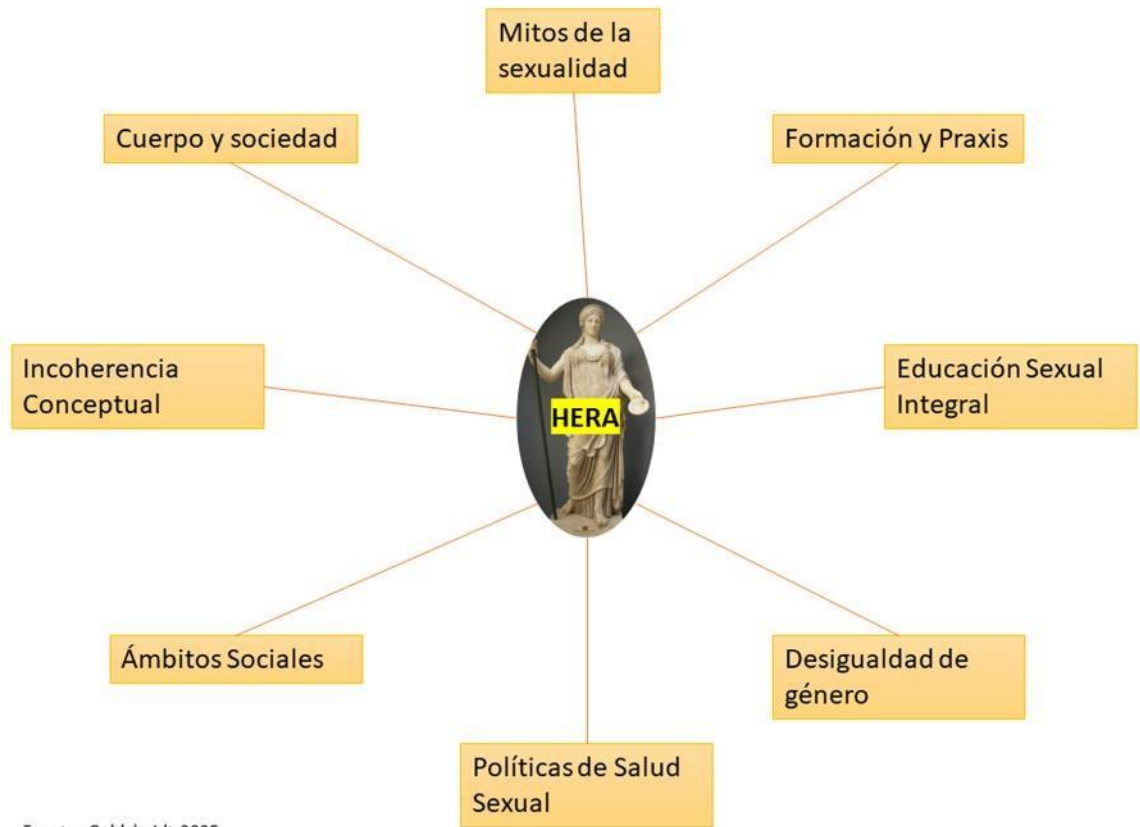 Mitos de la
sexualidad
Cuerpo y sociedad
Formación y Praxis
Incoherencia
Conceptual
HERA
Educación Sexual
Integral
Ámbitos Sociales
Desigualdad de
género
Políticas de Salud
Sexual